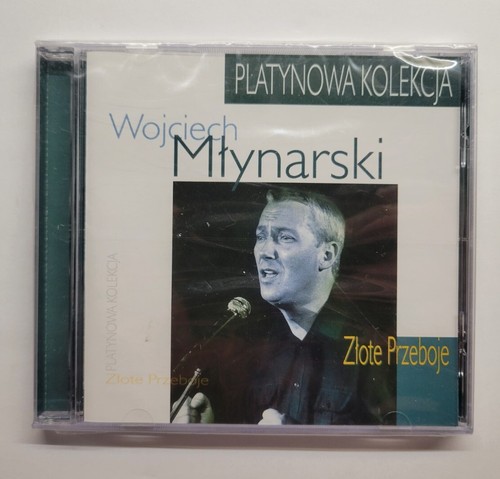 PLATYNOWA KOLEKCJA
Wojciech
Młynarski
Złote Przeboje
PLATYNOWA KOLEKCJA
Złote Przeboje